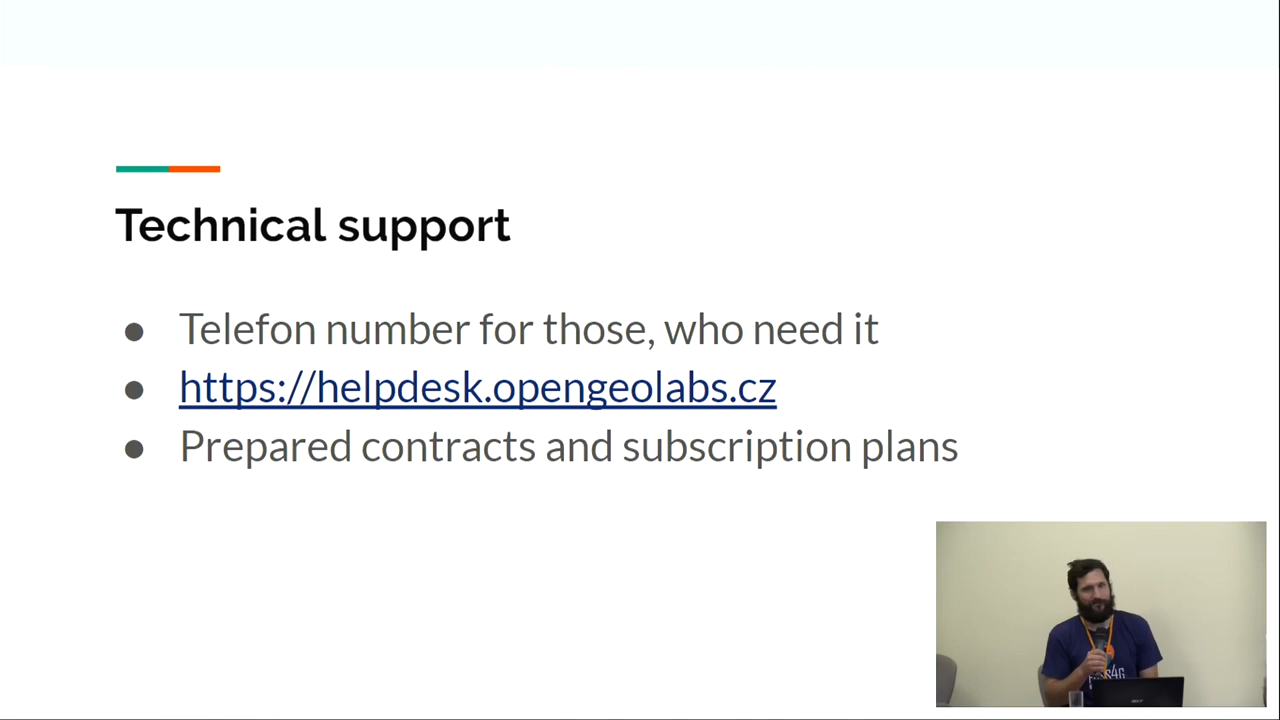 Technical support
● Telefon number for those, who need it
● https://helpdesk.opengeolabs.cz
● Prepared contracts and subscription plans